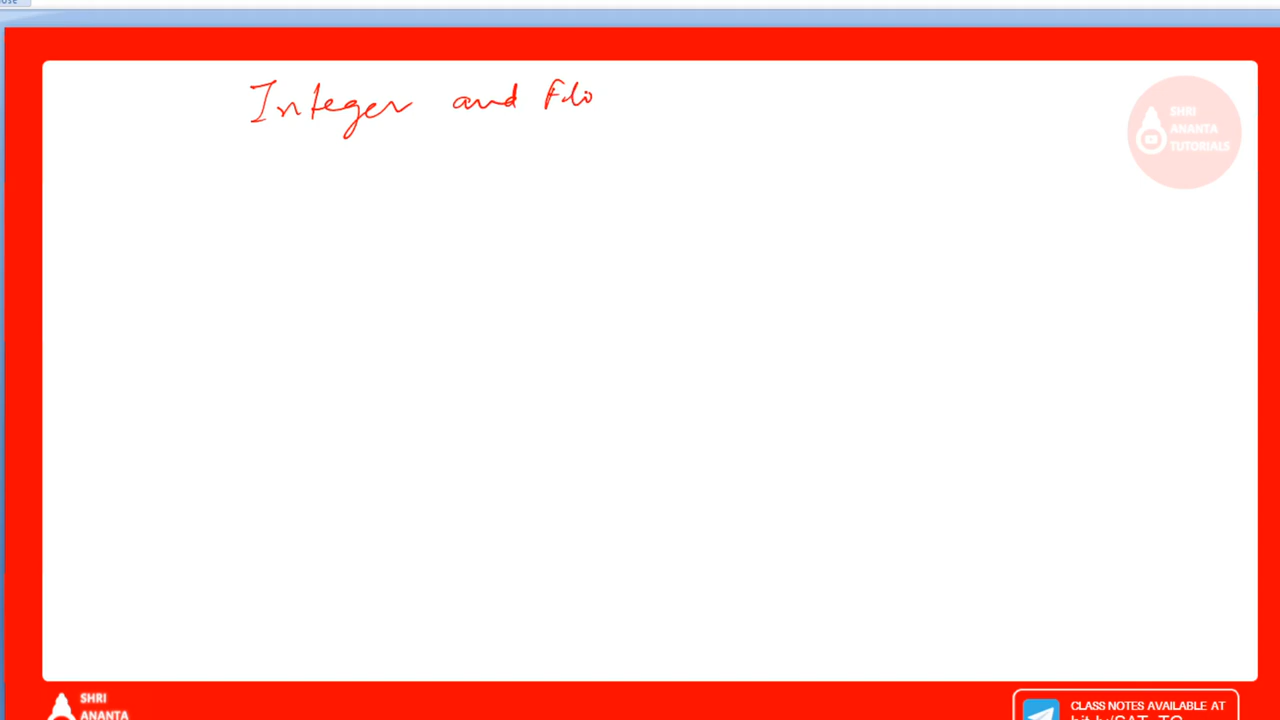 Integer and Flo
SHRI
ANANTA
TUTORIALS
SHRI
ANANTA
CLASS NOTES AVAILABLE AT